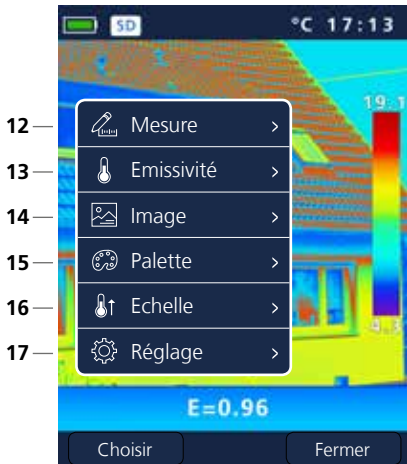 SD °C 17:13
19.1
12 Mesure >
13 Emissivité >
14 Image >
15 Palette >
16 Echelle >
17 Réglage >
4.3
E=0.96
Choisir Fermer